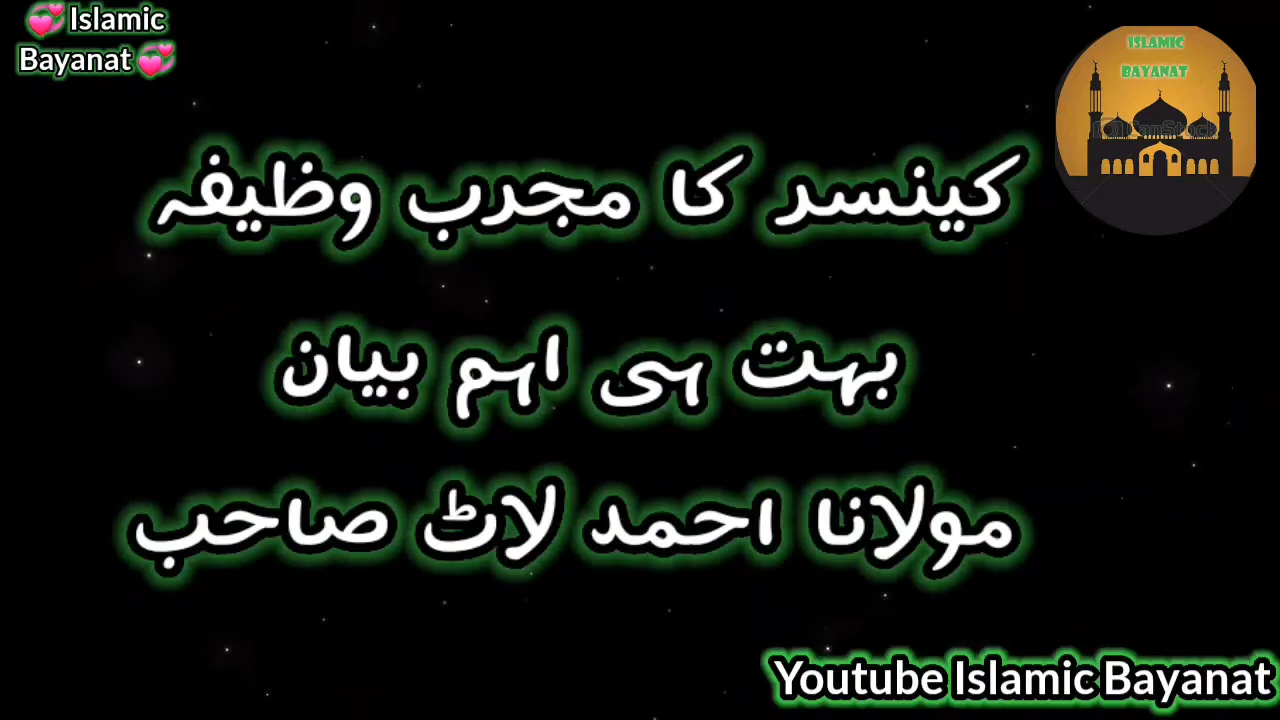 💞 Islamic
Bayanat 💞
ISLAMIC
BAYANAT
CanStock
کینسر کا مجرب وظیفہ
بہت ہی اہم بیان
مولانا احمد لاٹ صاحب
Youtube Islamic Bayanat